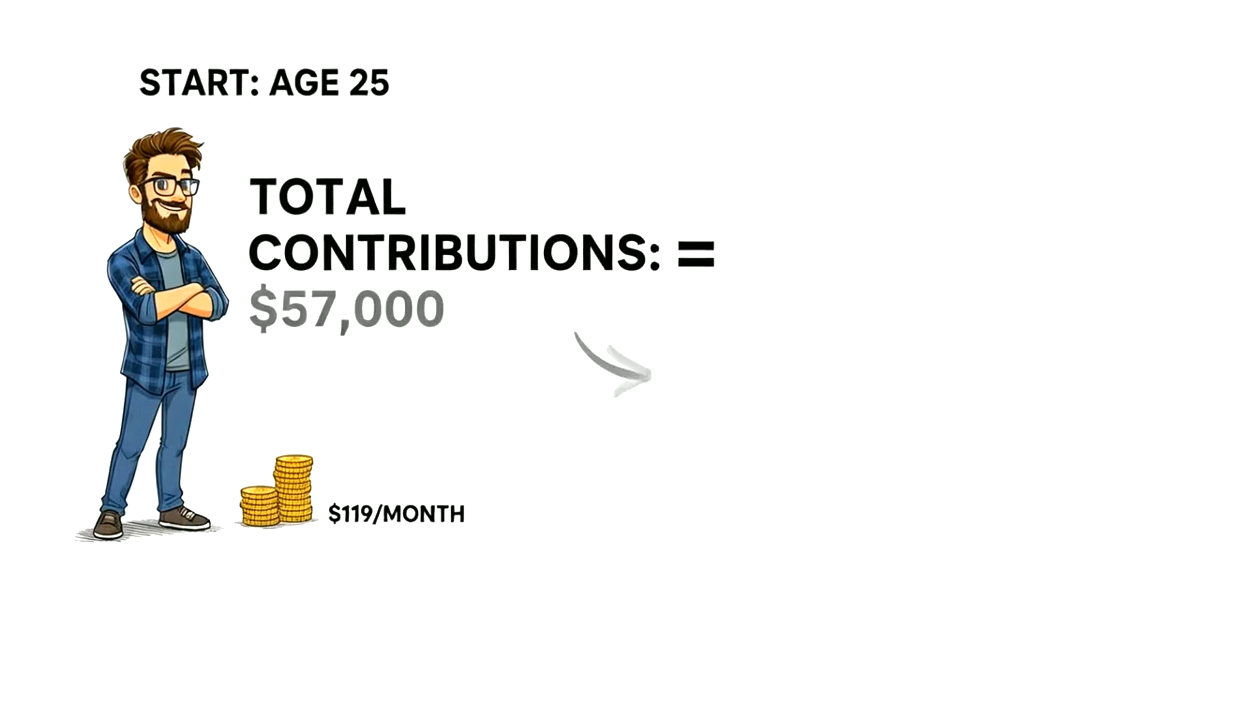 START: AGE 25
TOTAL
CONTRIBUTIONS: =
$57,000
$119/MONTH